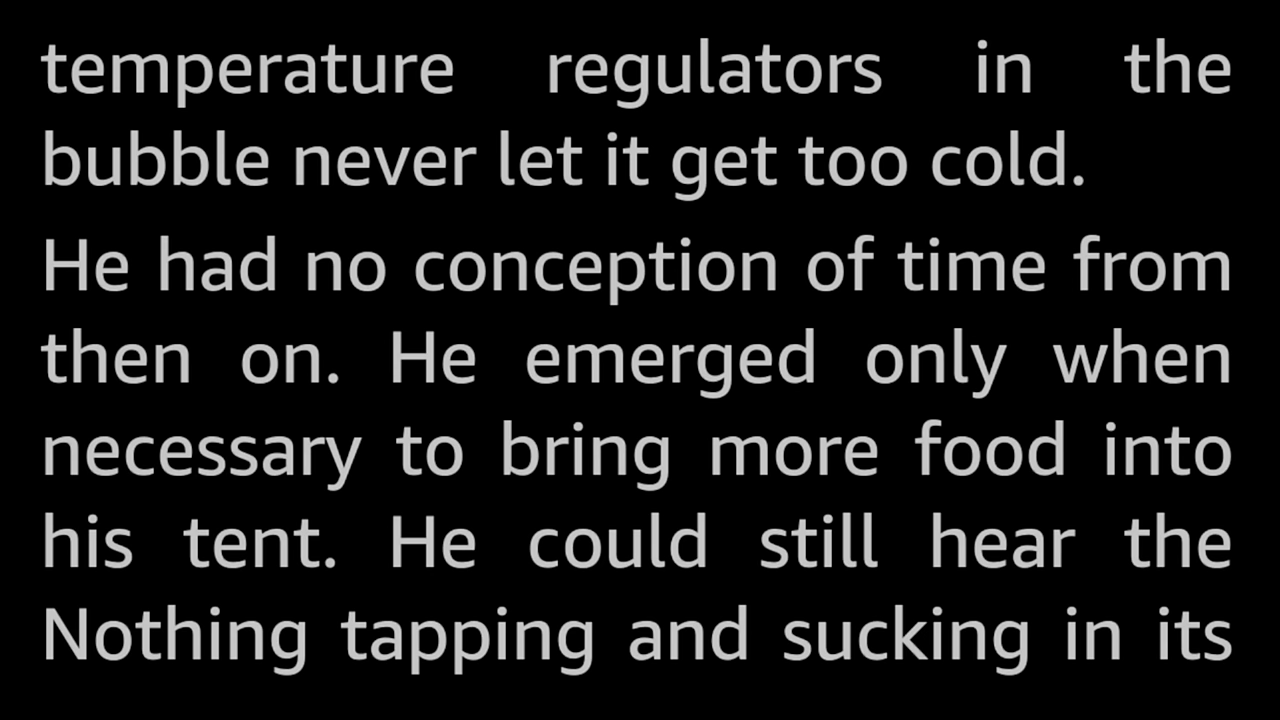 temperature regulators in the
bubble never let it get too cold.
He had no conception of time from
then on. He emerged only when
necessary to bring more food into
his tent. He could still hear the
Nothing tapping and sucking in its